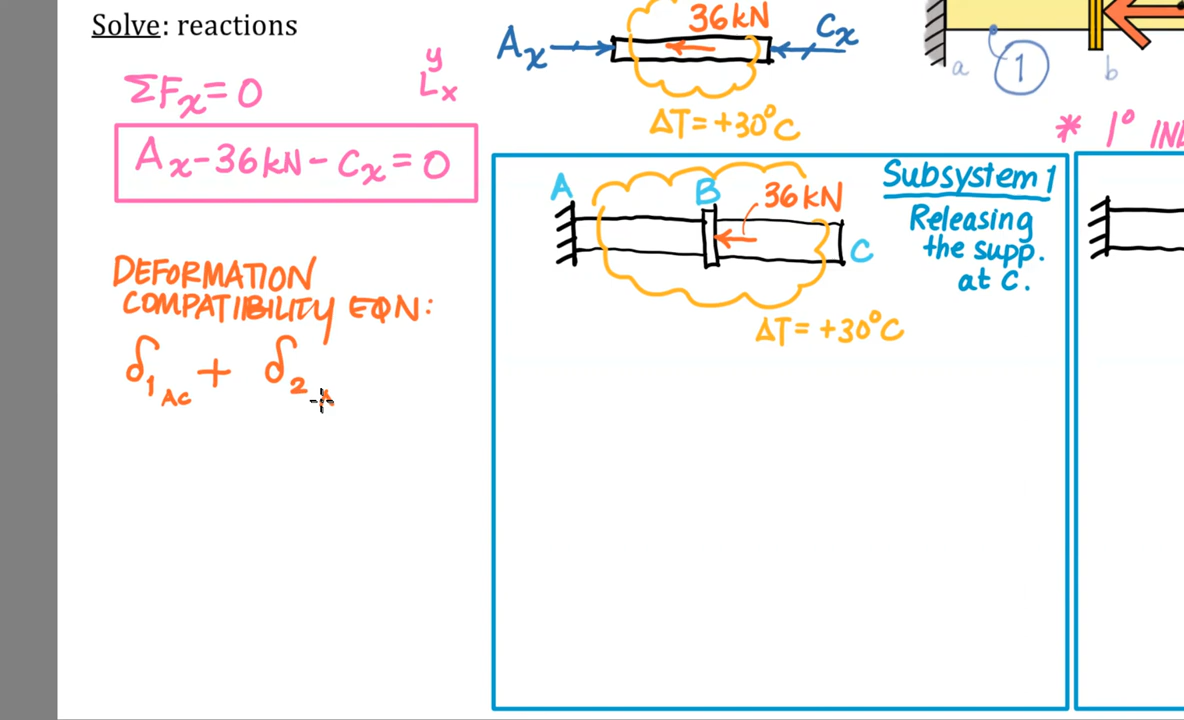 Solve: reactions
ΣFx = 0
y
x
Ax - 36kN - Cx = 0
DEFORMATION
COMPATIBILITY EQN:
δ1AC + δ2
Ax
36kN
Cx
ΔT = +30°C
a
1
b
* 1°
A
B
36kN
C
ΔT = +30°C
Subsystem 1
Releasing
the supp.
at C.